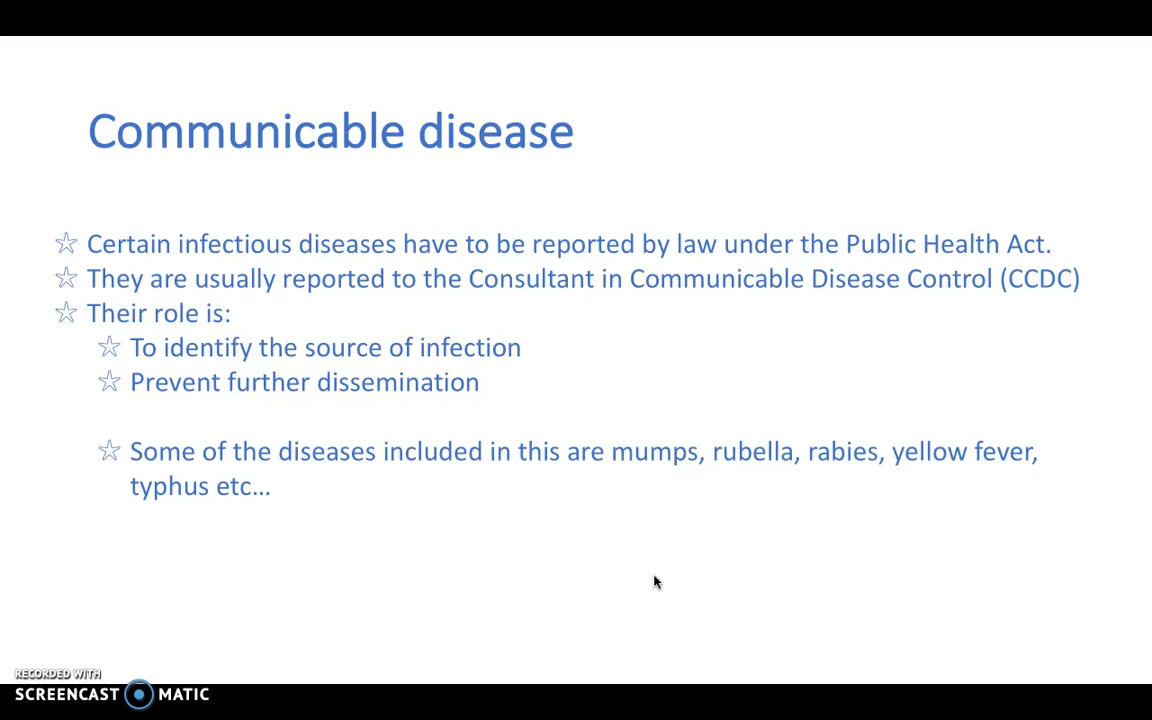 Communicable disease
☆ Certain infectious diseases have to be reported by law under the Public Health Act.
☆ They are usually reported to the Consultant in Communicable Disease Control (CCDC)
☆ Their role is:
☆ To identify the source of infection
☆ Prevent further dissemination
☆ Some of the diseases included in this are mumps, rubella, rabies, yellow fever,
typhus etc...
RECORDED WITH
SCREENCAST MATIC